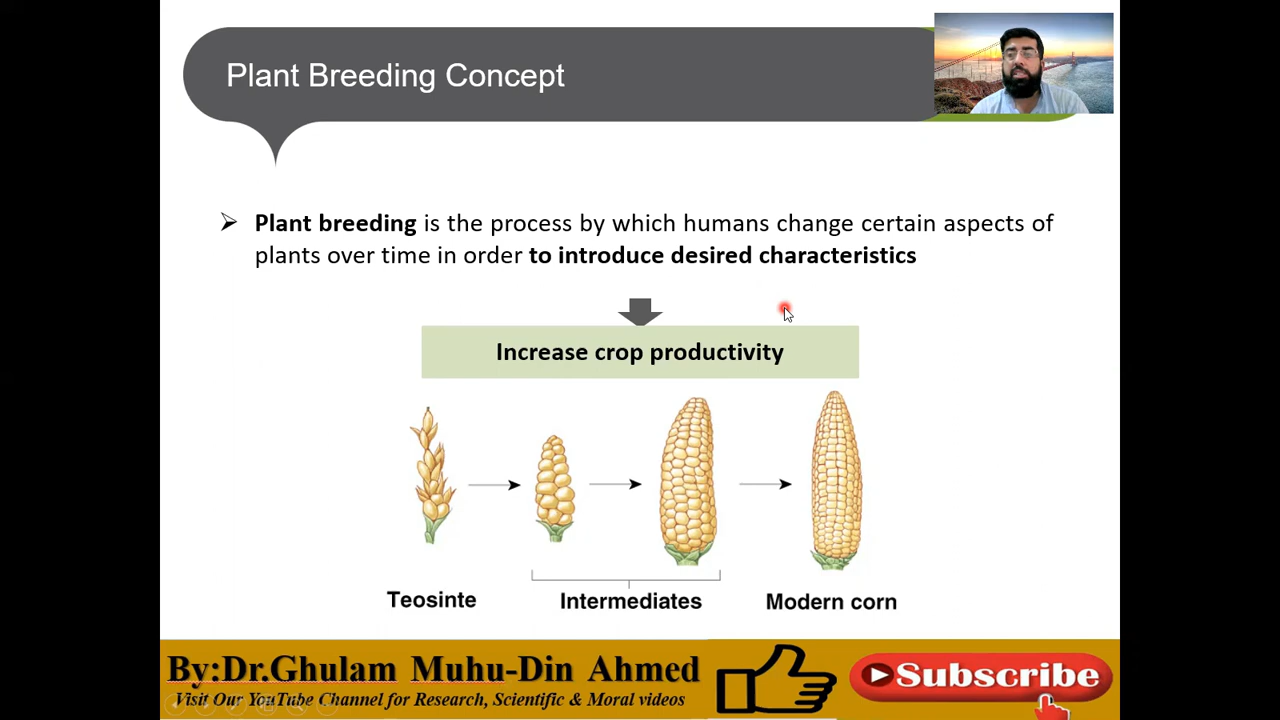 Plant Breeding Concept
Plant breeding is the process by which humans change certain aspects of
plants over time in order to introduce desired characteristics
Increase crop productivity
Teosinte
Intermediates
Modern corn
By:Dr.Ghulam Muhu-Din Ahmed
Visit Our YouTube Channel for Research, Scientific & Moral videos
Subscribe